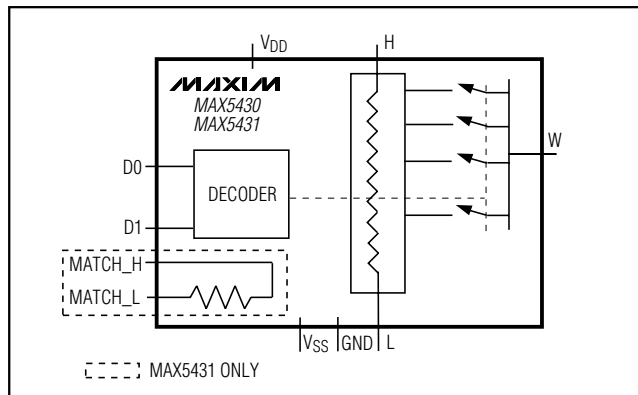 VDD
H
MAXIM
MAX5430
MAX5431
W
D0
DECODER
D1
MATCH_H
MATCH_L
VSS
GND
L
MAX5431 ONLY